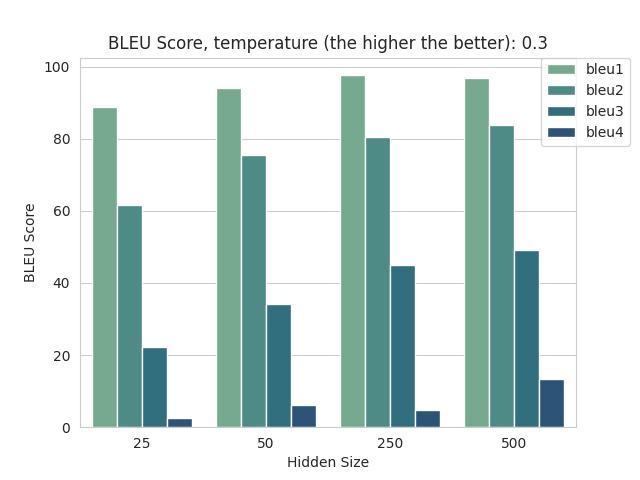 BLEU Score, temperature (the higher the better): 0.3
bleu1
bleu2
bleu3
bleu4
BLEU Score
100
80
60
40
20
0
25 50 250 500
Hidden Size